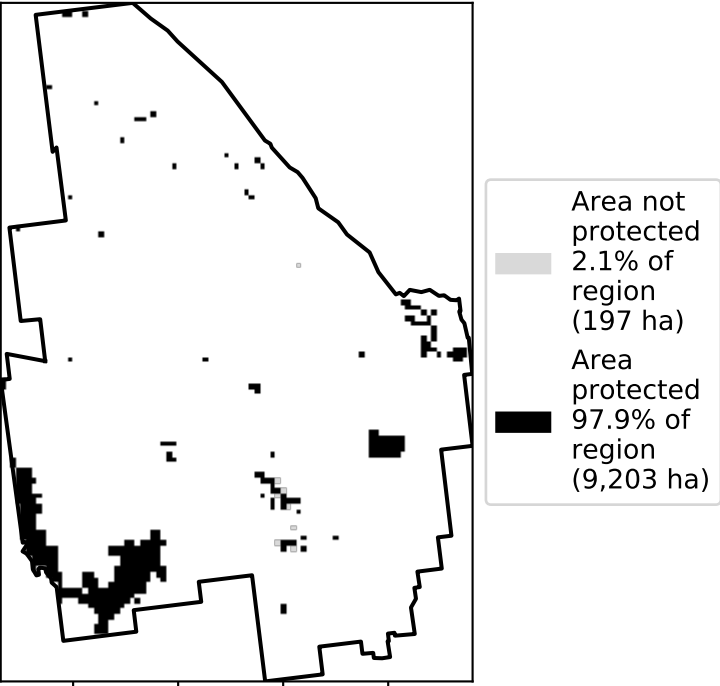 Area not
protected
2.1% of
region
(197 ha)
Area
protected
97.9% of
region
(9,203 ha)